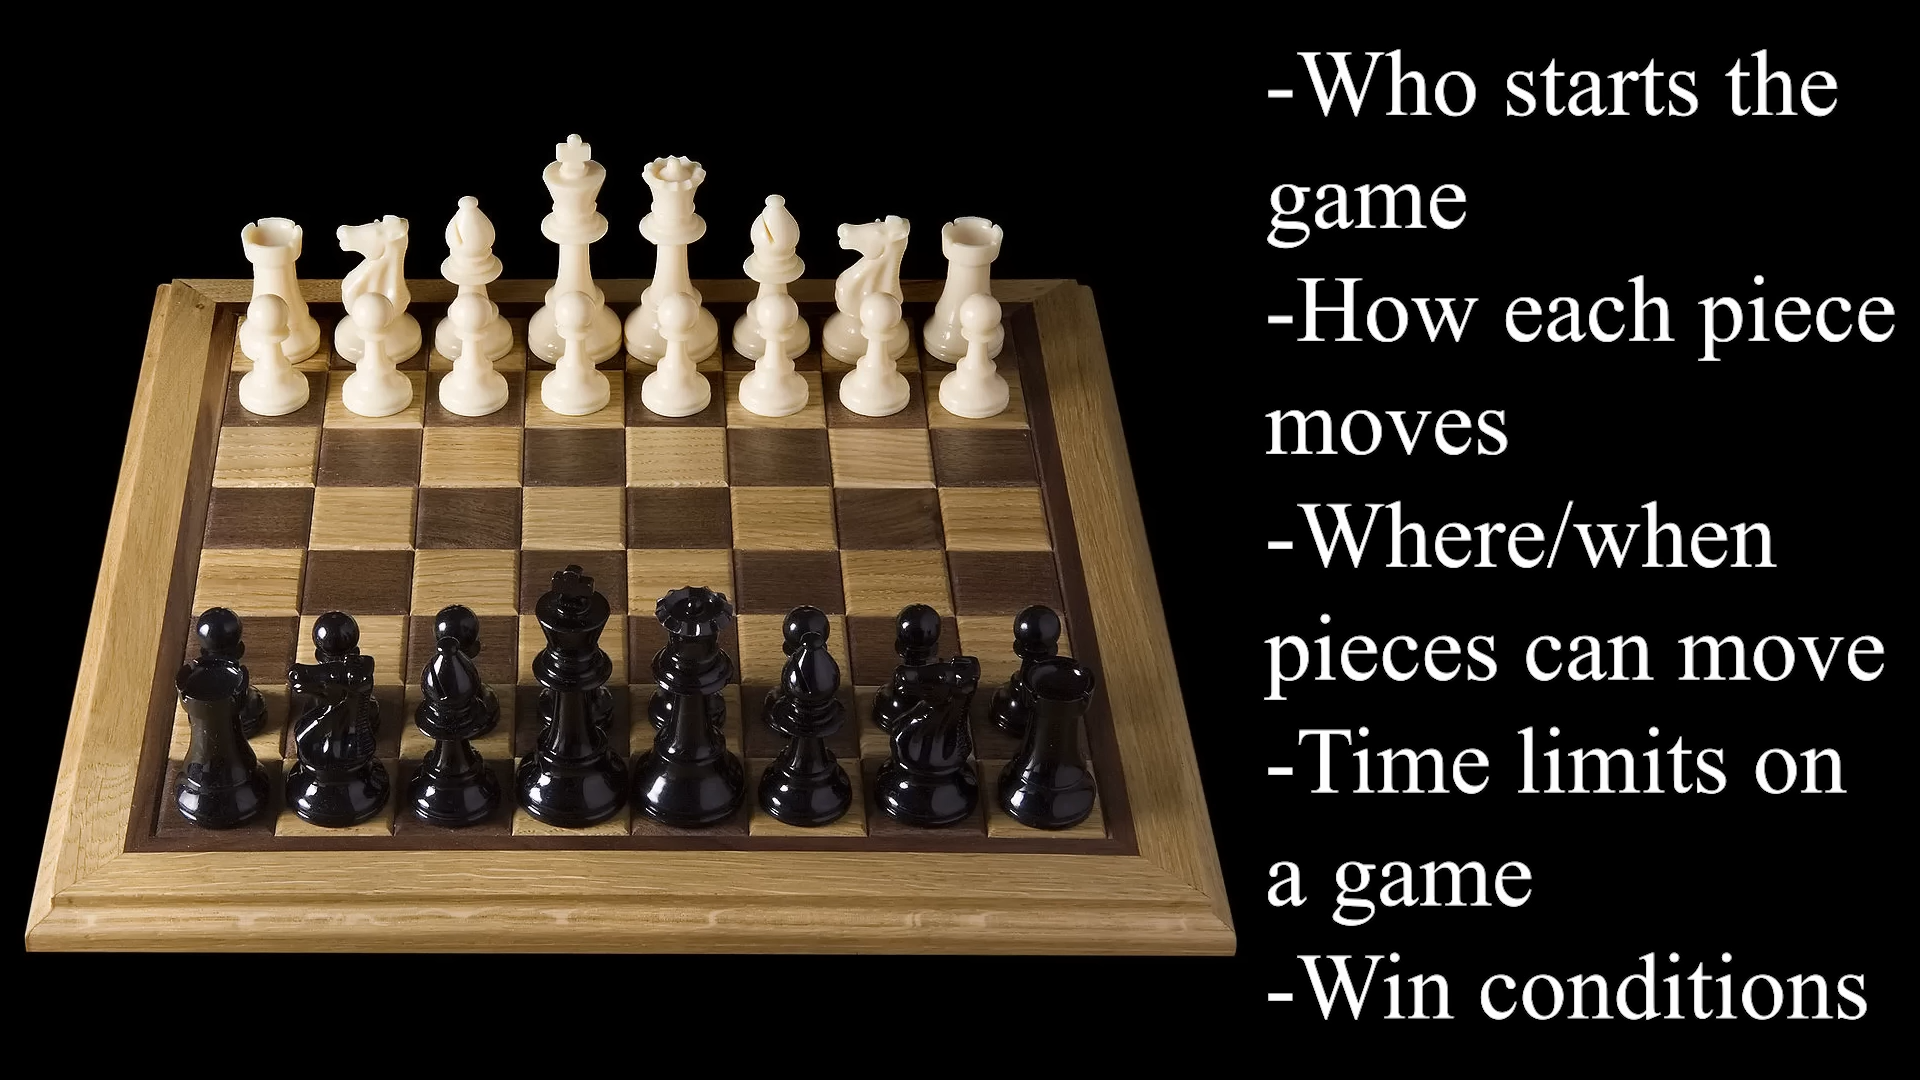 -Who starts the
game
-How each piece
moves
-Where/when
pieces can move
-Time limits on
a game
-Win conditions